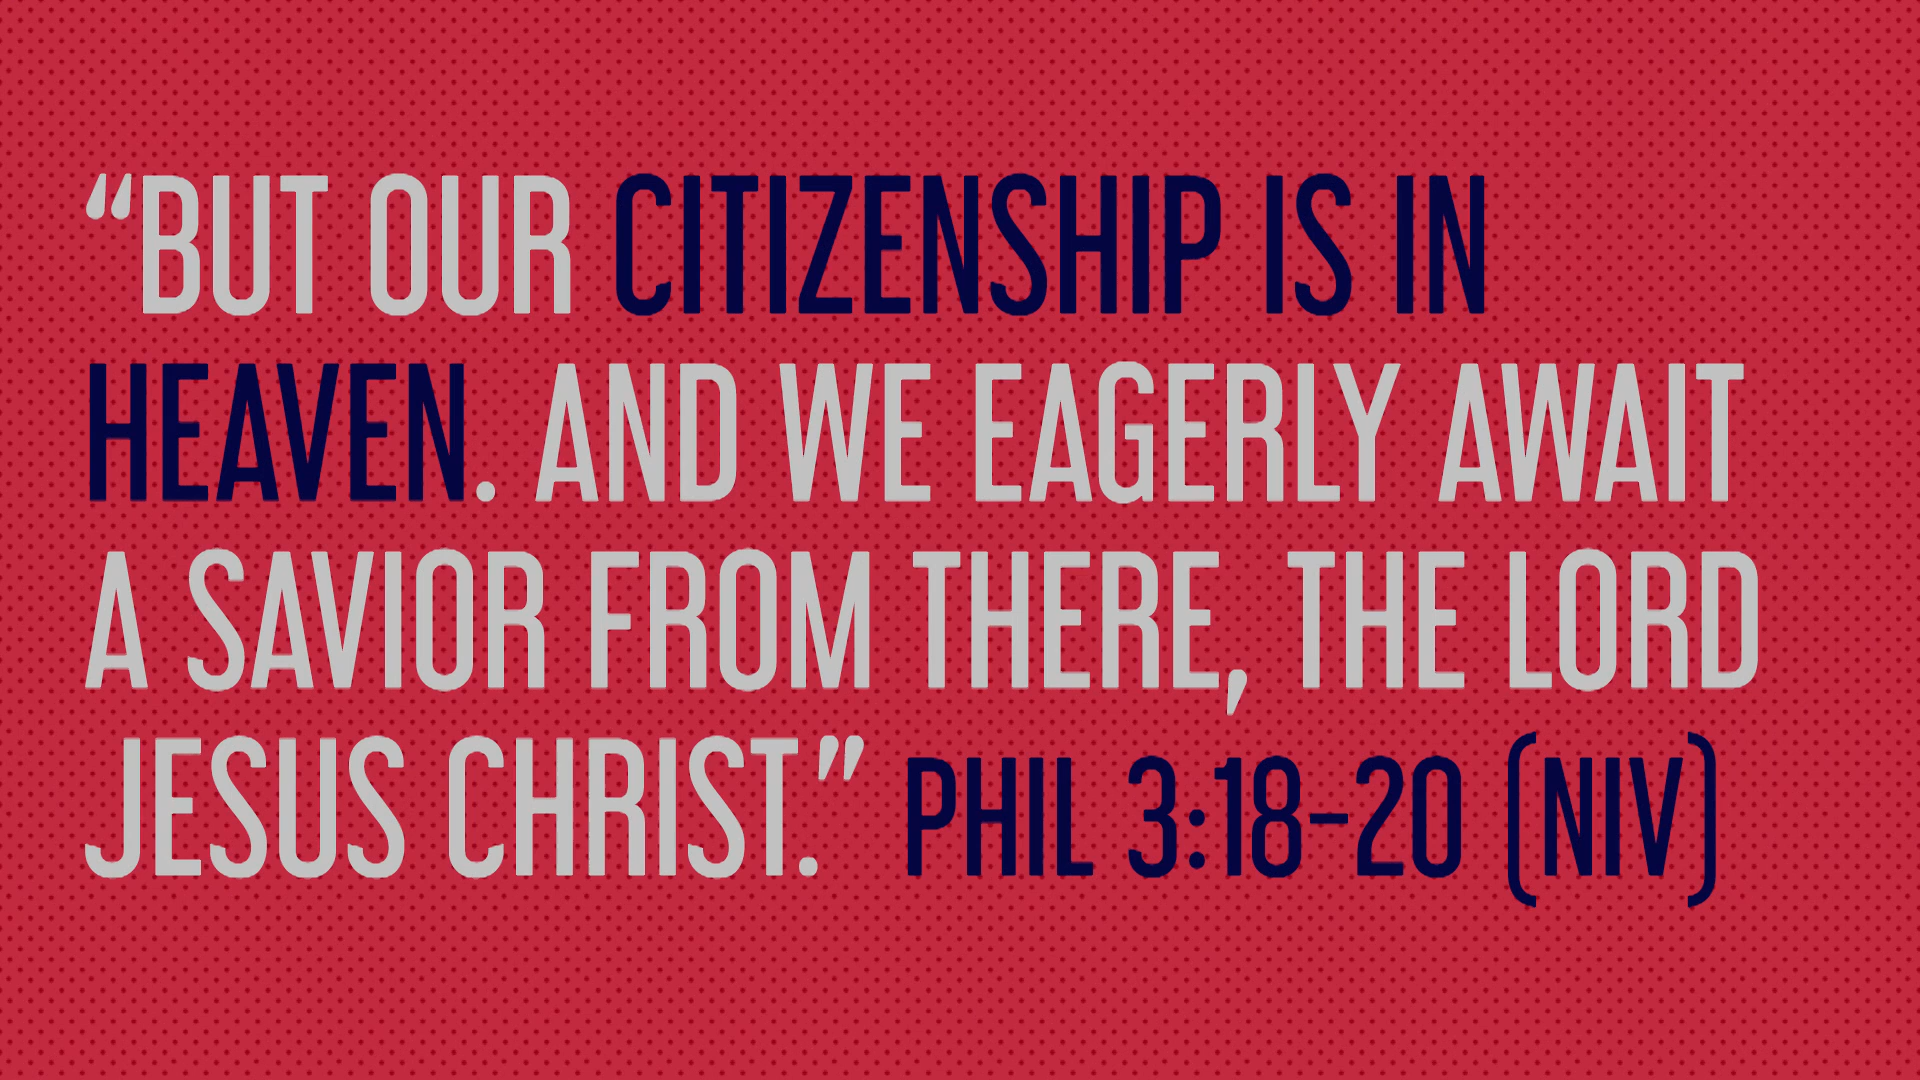 “BUT OUR CITIZENSHIP IS IN
HEAVEN. AND WE EAGERLY AWAIT
A SAVIOR FROM THERE, THE LORD
JESUS CHRIST.” PHIL 3:18-20 (NIV)